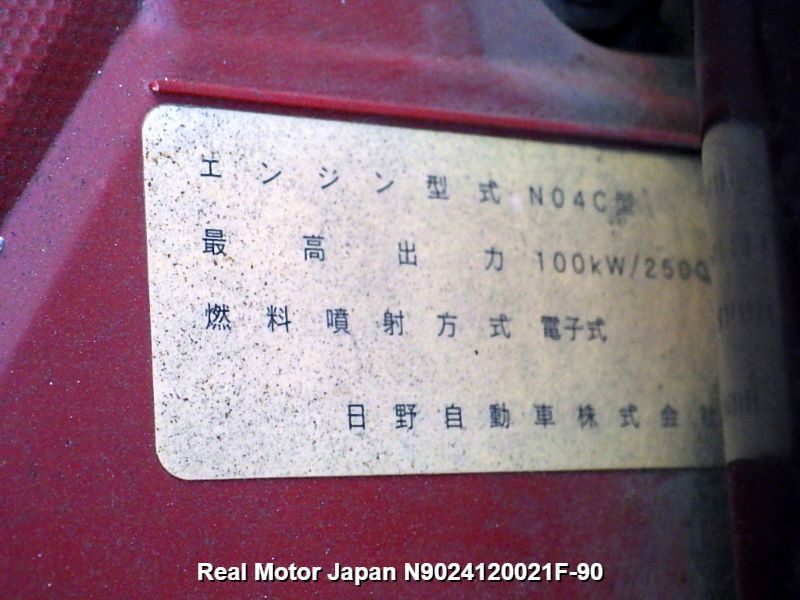 エンジン型式 N04C型
最高出力 100kW/2500
燃料噴射方式 電子式
日野自動車株式会社
Real Motor Japan N9024120021F-90